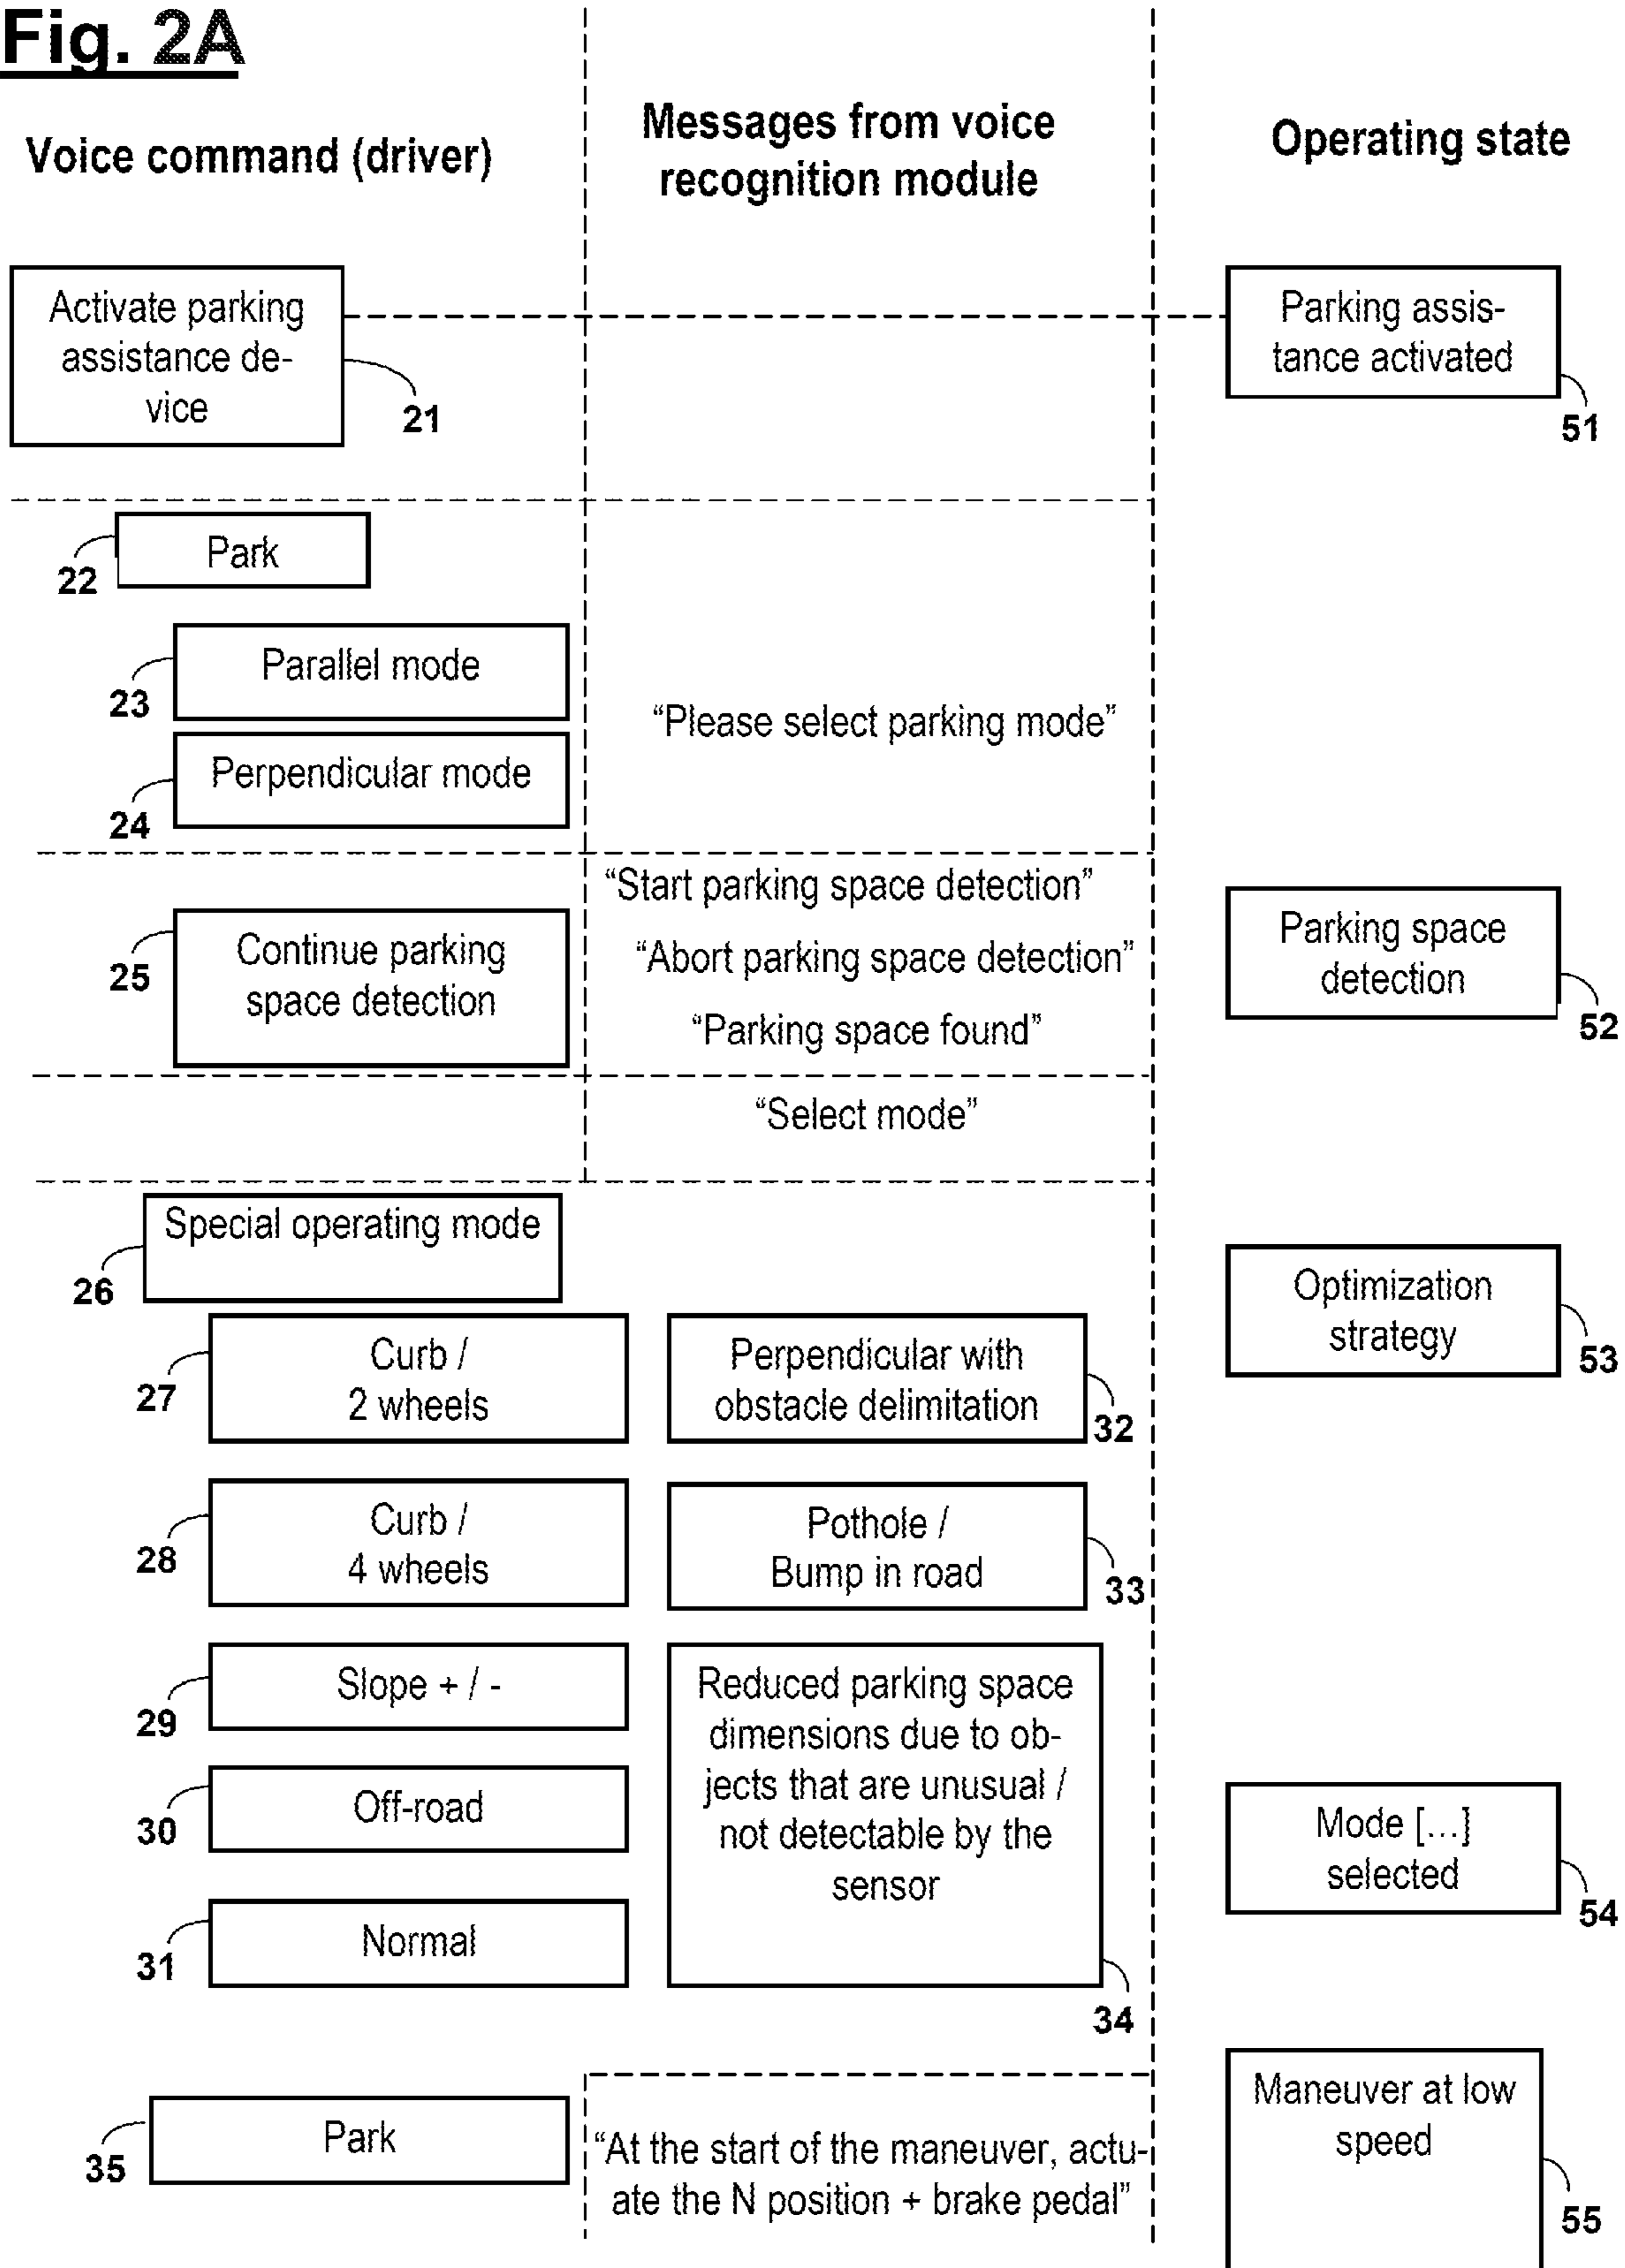 Fig. 2A
Voice command (driver)
Messages from voice
recognition module
Operating state
Activate parking
assistance de-
vice
21
Parking assis-
tance activated
51
Park
22
Parallel mode
23
"Please select parking mode"
Perpendicular mode
24
"Start parking space detection"
Continue parking
space detection
25
"Abort parking space detection"
"Parking space found"
Parking space
detection
52
"Select mode"
Special operating mode
26
Optimization
strategy
53
Curb /
2 wheels
27
Perpendicular with
obstacle delimitation
32
Curb /
4 wheels
28
Pothole /
Bump in road
33
Slope + / -
29
Reduced parking space
dimensions due to ob-
jects that are unusual /
not detectable by the
sensor
34
Off-road
30
Mode [...]
selected
54
Normal
31
Park
35
"At the start of the maneuver, actu-
ate the N position + brake pedal"
Maneuver at low
speed
55